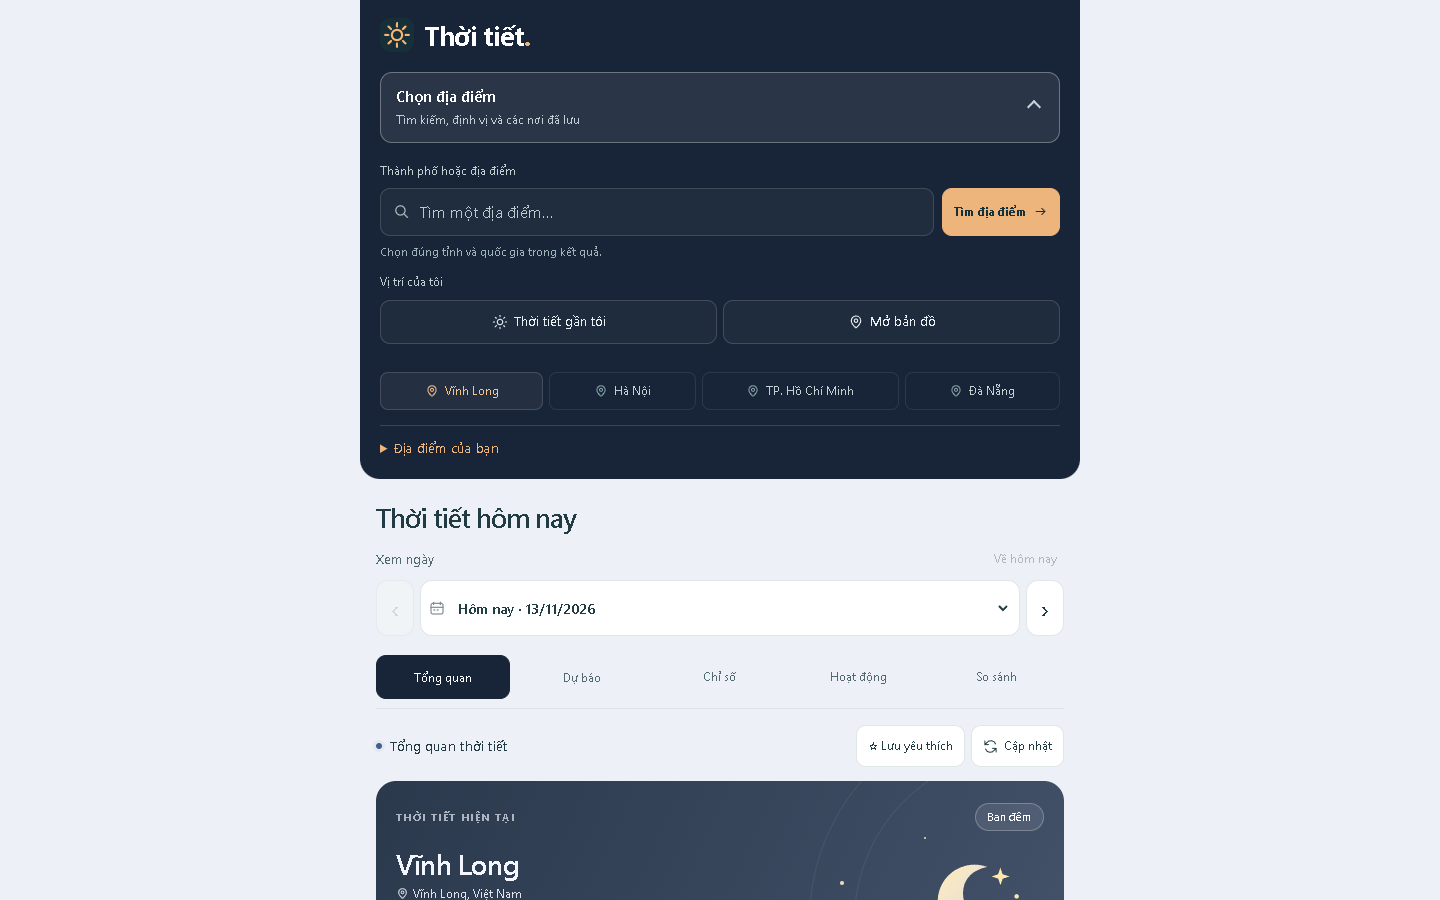 Thời tiết.
Chọn địa điểm
Tìm kiếm, định vị và các nơi đã lưu
Thành phố hoặc địa điểm
Tìm một địa điểm...
Tìm địa điểm →
Chọn đúng tỉnh và quốc gia trong kết quả.
Vị trí của tôi
Thời tiết gần tôi
Mở bản đồ
Vĩnh Long
Hà Nội
TP. Hồ Chí Minh
Đà Nẵng
Địa điểm của bạn
Thời tiết hôm nay
Xem ngày
Về hôm nay
Hôm nay · 13/11/2026
Tổng quan
Dự báo
Chỉ số
Hoạt động
So sánh
Tổng quan thời tiết
☆ Lưu yêu thích
Cập nhật
THỜI TIẾT HIỆN TẠI
Ban đêm
Vĩnh Long
Vĩnh Long, Việt Nam